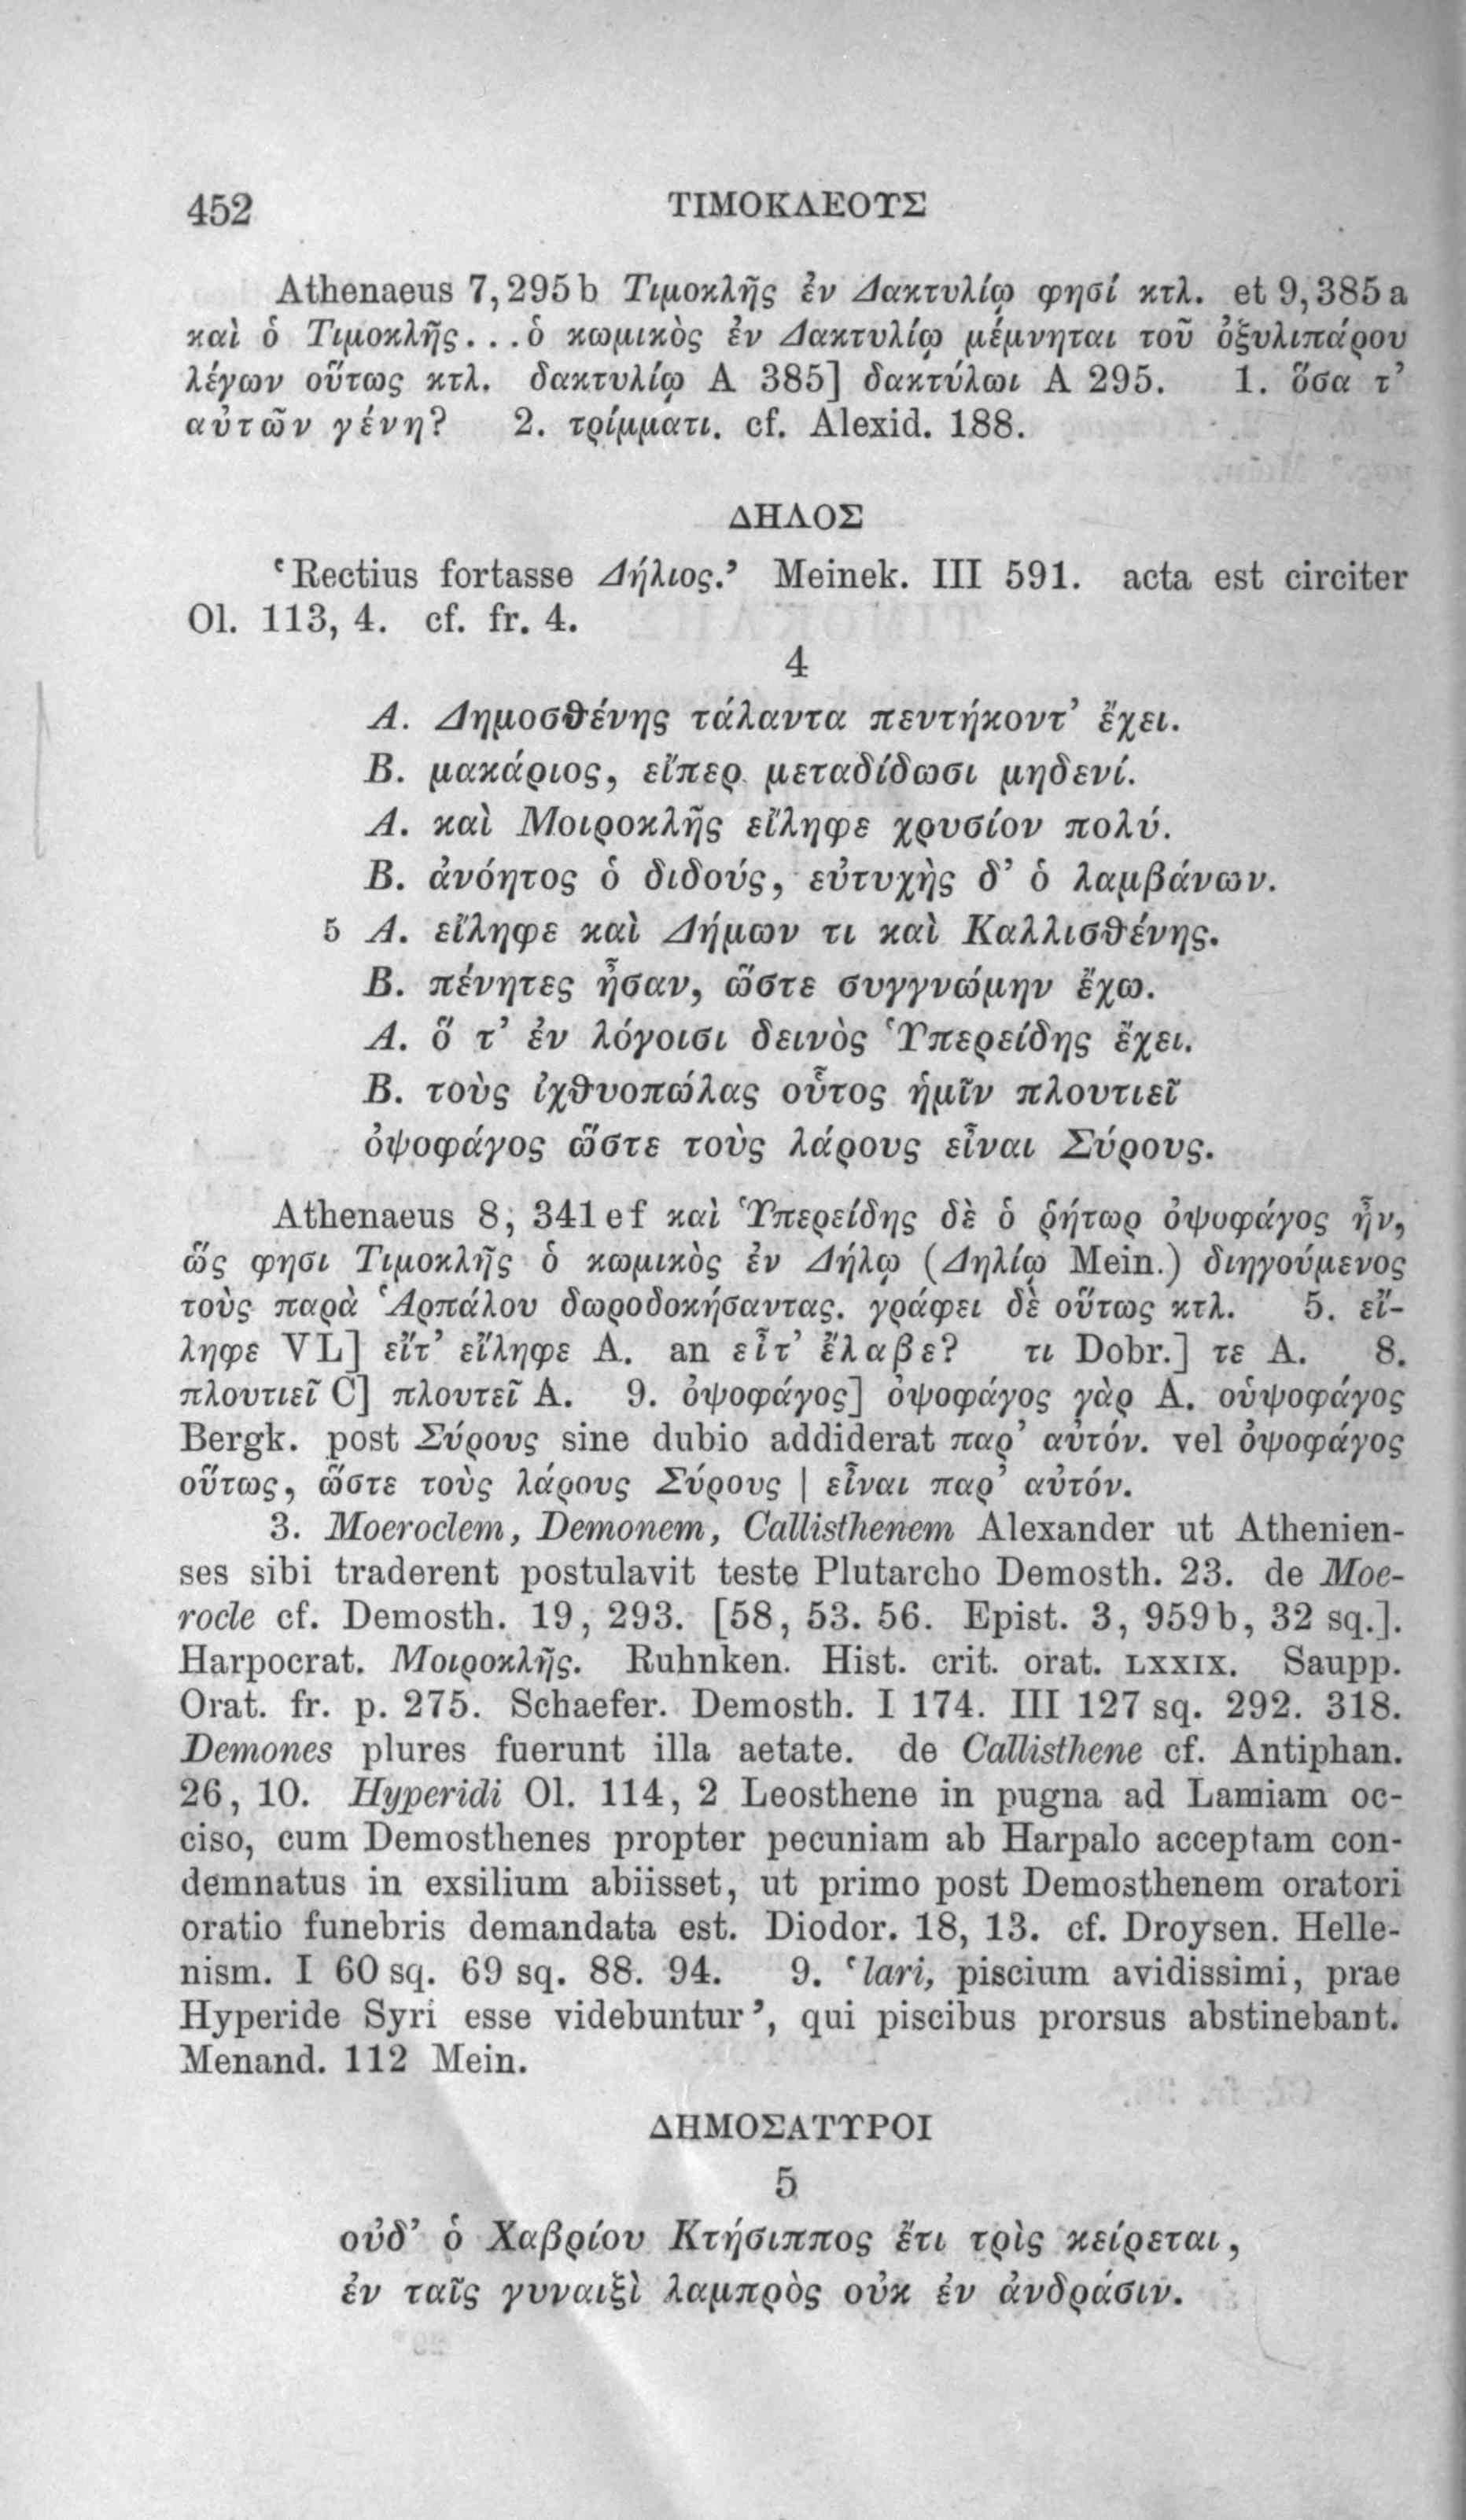 452 ΤΙΜΟΚΛΕΟΥΣ
Athenaeus 7, 295 b Τιμοκλῆς ἐν Δακτυλίῳ φησί κτλ. et 9, 385 a
καὶ ὁ Τιμοκλῆς...ὁ κωμικὸς ἐν Δακτυλίῳ μέμνηται τοῦ ὀξυλιπάρου
λέγων οὕτως κτλ. δακτυλίῳ A 385] δακτύλωι A 295. 1. ὅσα τ’
αὐτῶν γένη? 2. τρίμματι. cf. Alexid. 188.
ΔΗΛΟΣ
‘Rectius fortasse Δήλιος.’ Meinek. III 591. acta est circiter
Ol. 113, 4. cf. fr. 4.
4
Α. Δημοσθένης τάλαντα πεντήκοντ’ ἔχει.
Β. μακάριος, εἴπερ μεταδίδωσι μηδενί.
Α. καὶ Μοιροκλῆς εἴληφε χρυσίον πολύ.
Β. ἀνόητος ὁ διδούς, εὐτυχὴς δ’ ὁ λαμβάνων.
5 Α. εἴληφε καὶ Δήμων τι καὶ Καλλισθένης.
Β. πένητες ἦσαν, ὥστε συγγνώμην ἔχω.
Α. ὅ τ’ ἐν λόγοισι δεινὸς Ὑπερείδης ἔχει.
Β. τοὺς ἰχθυοπώλας οὗτος ἡμῖν πλουτιεῖ
ὀψοφάγος ὥστε τοὺς λάρους εἶναι Σύρους.
Athenaeus 8, 341 ef καὶ Ὑπερείδης δὲ ὁ ῥήτωρ ὀψοφάγος ἦν,
ὥς φησι Τιμοκλῆς ὁ κωμικὸς ἐν Δήλῳ (Δηλίῳ Mein.) διηγούμενος
τοὺς παρὰ Ἁρπάλου δωροδοκήσαντας. γράφει δὲ οὕτως κτλ. 5. εἴ-
ληφε VL] εἴτ’ εἴληφε A. an εἶτ’ ἔλαβε? τι Dobr.] τε A. 8.
πλουτιεῖ C] πλουτεῖ A. 9. ὀψοφάγος] ὀψοφάγος γὰρ A. οὑψοφάγος
Bergk. post Σύρους sine dubio addiderat παρ’ αὐτόν. vel ὀψοφάγος
οὕτως, ὥστε τοὺς λάρους Σύρους | εἶναι παρ’ αὐτόν.
3. Moeroclem, Demonem, Callisthenem Alexander ut Athenien-
ses sibi traderent postulavit teste Plutarcho Demosth. 23. de Moe-
rocle cf. Demosth. 19, 293. [58, 53. 56. Epist. 3, 959 b, 32 sq.].
Harpocrat. Μοιροκλῆς. Ruhnken. Hist. crit. orat. LXXIX. Saupp.
Orat. fr. p. 275. Schaefer. Demosth. I 174. III 127 sq. 292. 318.
Demones plures fuerunt illa aetate. de Callisthene cf. Antiphan.
26, 10. Hyperidi Ol. 114, 2 Leosthene in pugna ad Lamiam oc-
ciso, cum Demosthenes propter pecuniam ab Harpalo acceptam con-
demnatus in exsilium abiisset, ut primo post Demosthenem oratori
oratio funebris demandata est. Diodor. 18, 13. cf. Droysen. Helle-
nism. I 60 sq. 69 sq. 88. 94. 9. ‘lari, piscium avidissimi, prae
Hyperide Syri esse videbuntur’, qui piscibus prorsus abstinebant.
Menand. 112 Mein.
ΔΗΜΟΣΑΤΥΡΟΙ
5
οὐδ’ ὁ Χαβρίου Κτήσιππος ἔτι τρὶς κείρεται,
ἐν ταῖς γυναιξὶ λαμπρὸς οὐκ ἐν ἀνδράσιν.